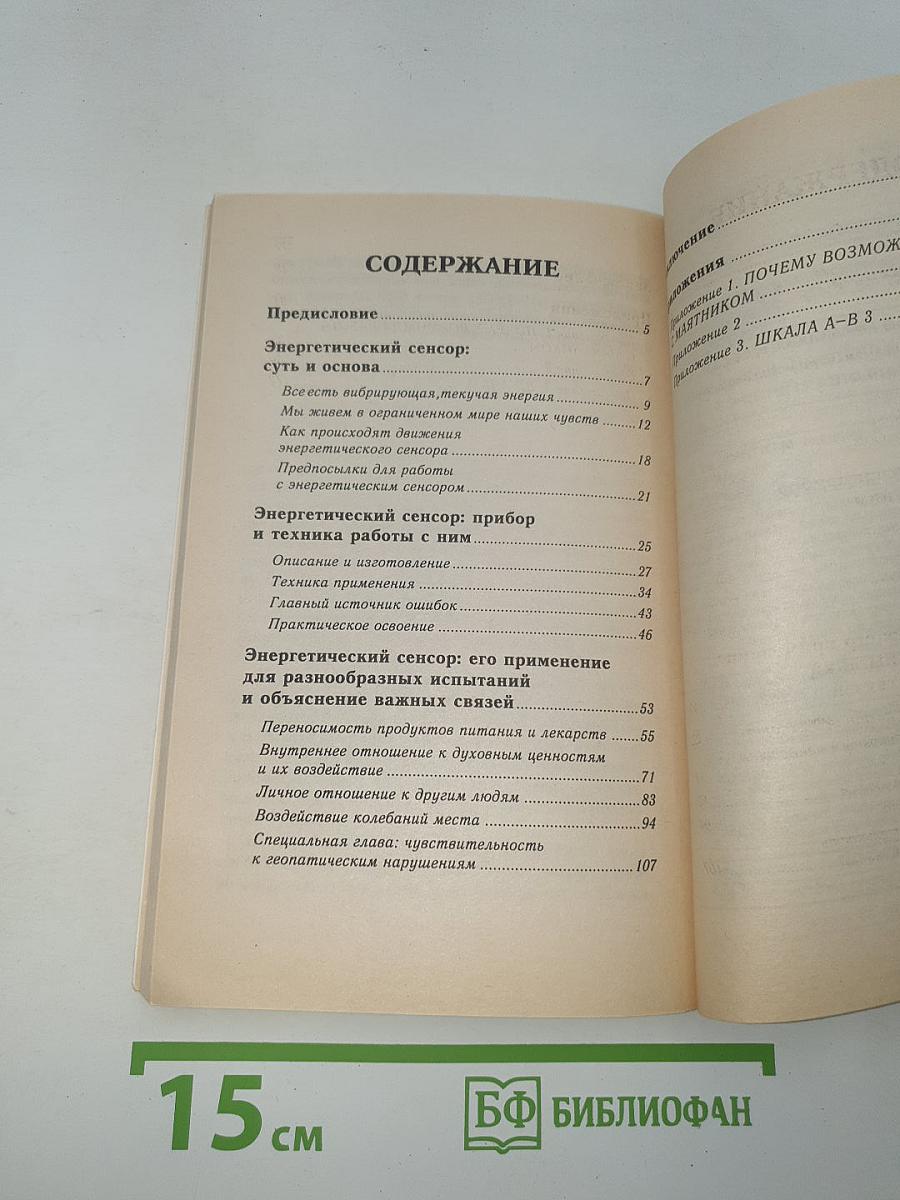 СОДЕРЖАНИЕ
Предисловие ..... 5
Энергетический сенсор:
суть и основа ..... 7
Все есть вибрирующая, текучая энергия ..... 9
Мы живем в ограниченном мире наших чувств ..... 12
Как происходят движения
энергетического сенсора ..... 18
Предпосылки для работы
с энергетическим сенсором ..... 21
Энергетический сенсор: прибор
и техника работы с ним ..... 25
Описание и изготовление ..... 27
Техника применения ..... 34
Главный источник ошибок ..... 43
Практическое освоение ..... 46
Энергетический сенсор: его применение
для разнообразных испытаний
и объяснение важных связей ..... 53
Переносимость продуктов питания и лекарств ..... 55
Внутреннее отношение к духовным ценностям
и их воздействие ..... 71
Личное отношение к другим людям ..... 83
Воздействие колебаний места ..... 94
Специальная глава: чувствительность
к геопатическим нарушениям ..... 107
лючение .....
иложения .....
Приложение 1. ПОЧЕМУ ВОЗМОЖ
С МАЯТНИКОМ .....
Приложение 2 .....
Приложение 3. ШКАЛА А–В 3 .....
15 см
БФ БИБЛИОФАН